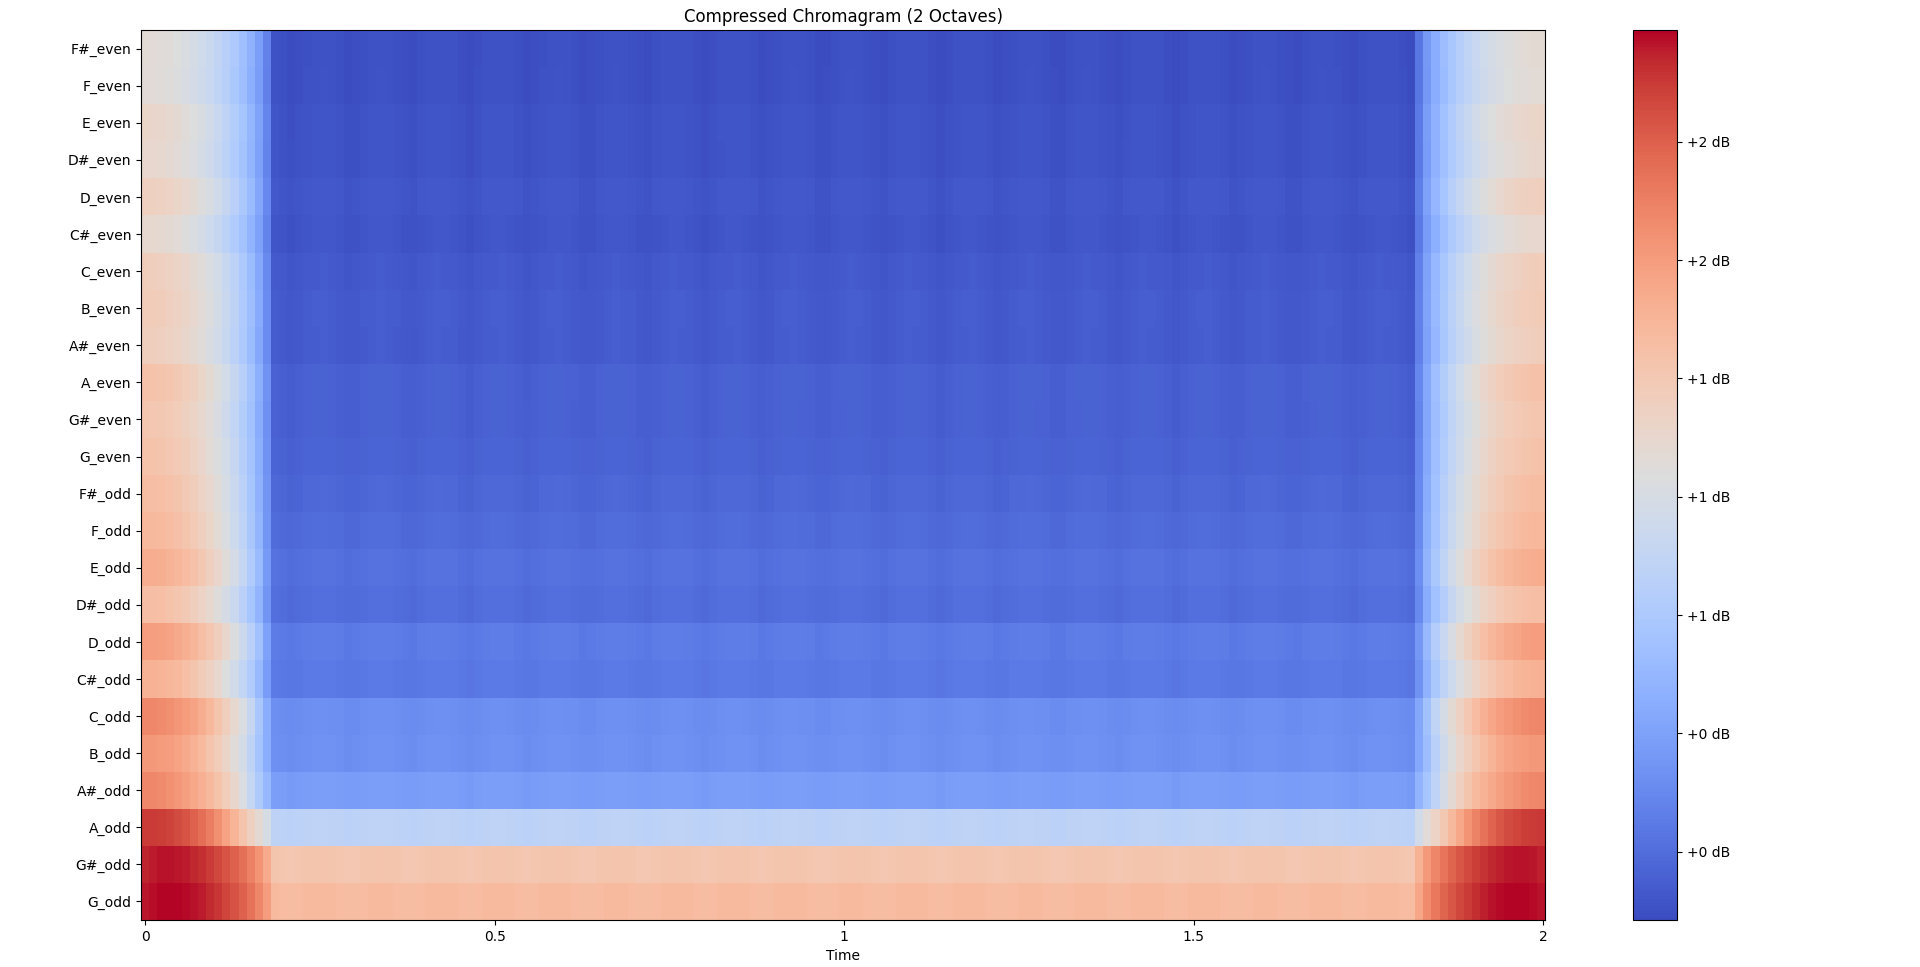 Compressed Chromagram (2 Octaves)
F#_even
F_even
E_even
D#_even
D_even
C#_even
C_even
B_even
A#_even
A_even
G#_even
G_even
F#_odd
F_odd
E_odd
D#_odd
D_odd
C#_odd
C_odd
B_odd
A#_odd
A_odd
G#_odd
G_odd
0 0.5 1 1.5 2
Time
+2 dB
+2 dB
+1 dB
+1 dB
+1 dB
+0 dB
+0 dB